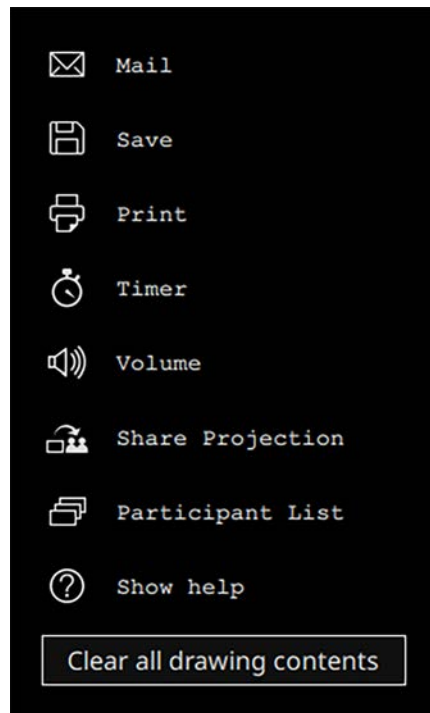 Mail
Save
Print
Timer
Volume
Share Projection
Participant List
Show help
Clear all drawing contents